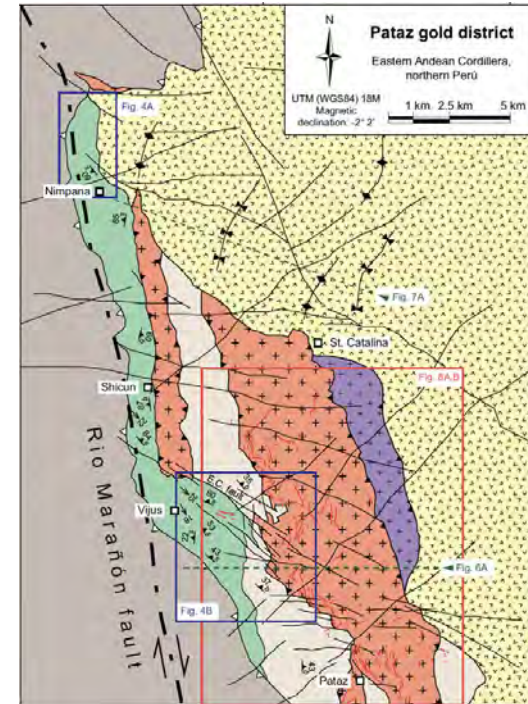 N
Pataz gold district
Eastern Andean Cordillera,
northern Perú
UTM (WGS84) 18M
Magnetic
declination: -2° 2'
1 km 2.5 km 5 km
Fig. 4A
Nimpana
Fig. 7A
St. Catalina
Fig. 8A,B
Shicun
E.C. fault
Vijus
Fig. 6A
Fig. 4B
Pataz
Rio Marañón fault